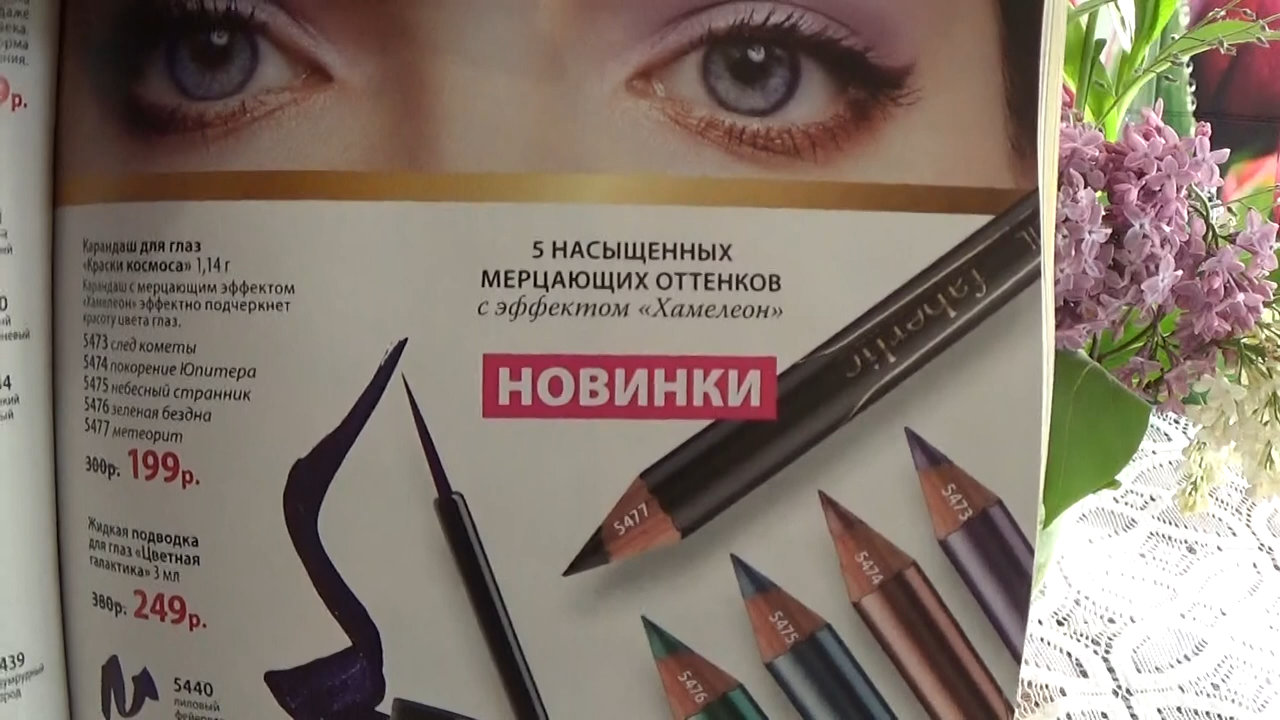 Карандаш для глаз
«Краски космоса» 1,14 г
Карандаш с мерцающим эффектом
«Хамелеон» эффектно подчеркнет
красоту цвета глаз.
5473 след кометы
5474 покорение Юпитера
5475 небесный странник
5476 зеленая бездна
5477 метеорит
300р. 199р.
Жидкая подводка
для глаз «Цветная
галактика» 3 мл
380р. 249р.
5440
лиловый
5 НАСЫЩЕННЫХ
МЕРЦАЮЩИХ ОТТЕНКОВ
с эффектом «Хамелеон»
НОВИНКИ
faberlic
5477
5473
5474
5475
5476